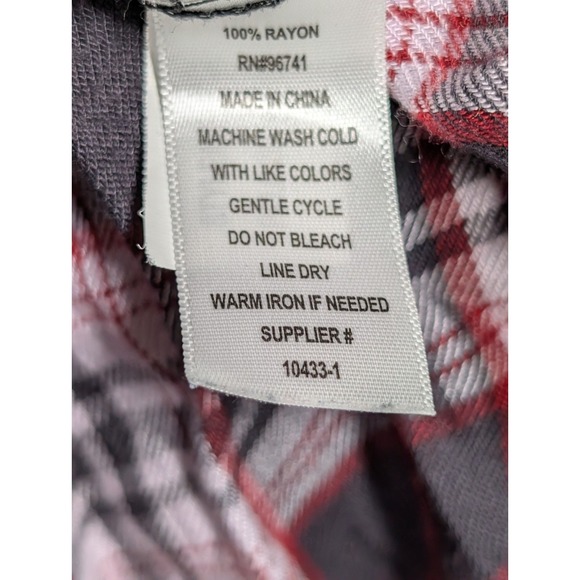 100% RAYON
RN#96741
MADE IN CHINA
MACHINE WASH COLD
WITH LIKE COLORS
GENTLE CYCLE
DO NOT BLEACH
LINE DRY
WARM IRON IF NEEDED
SUPPLIER #
10433-1